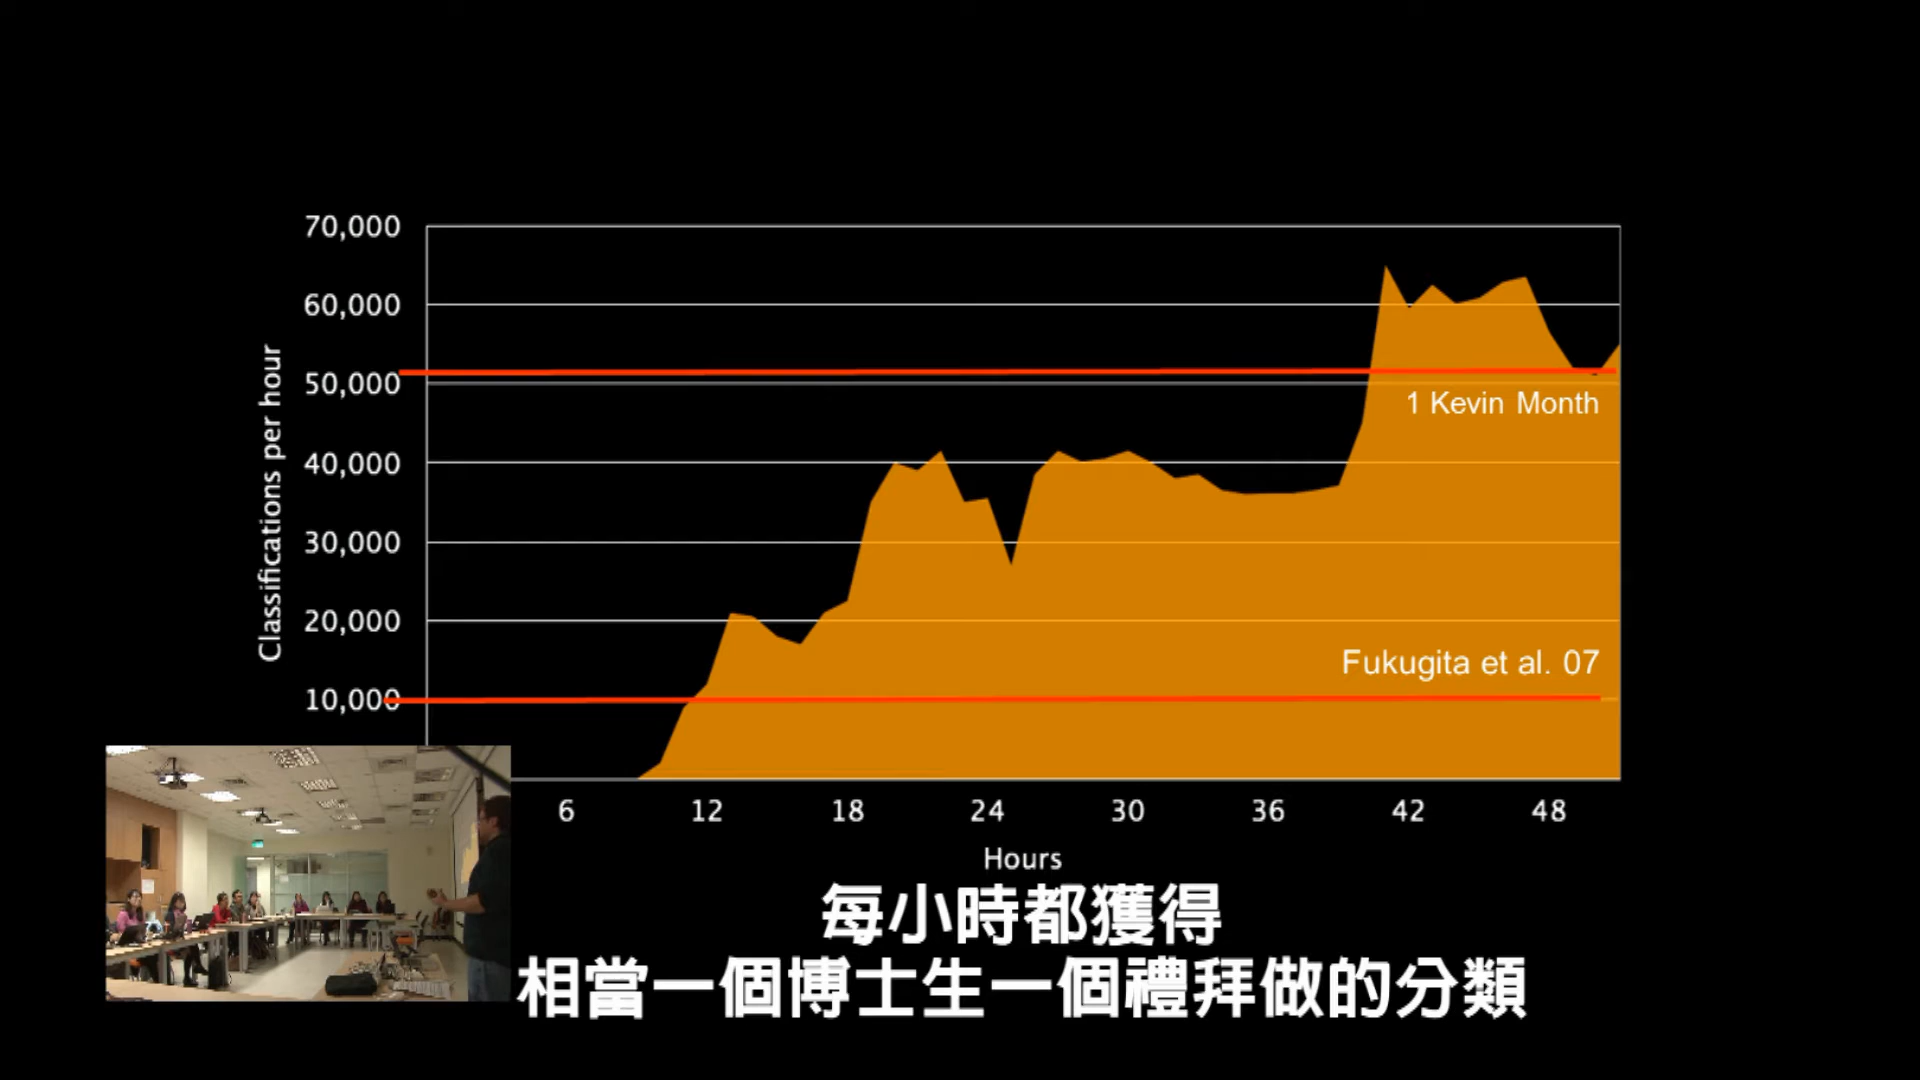 70,000
60,000
50,000
40,000
30,000
20,000
10,000
Classifications per hour
1 Kevin Month
Fukugita et al. 07
6 12 18 24 30 36 42 48
Hours
每小時都獲得
相當一個博士生一個禮拜做的分類